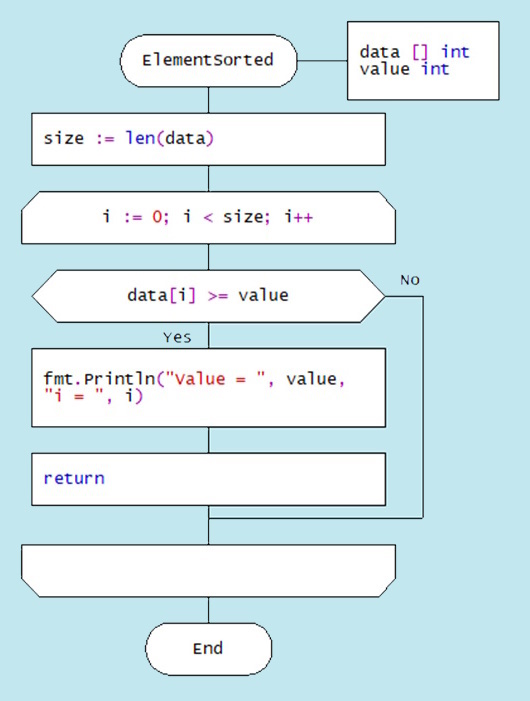 ElementSorted
data [] int
value int
size := len(data)
i := 0; i < size; i++
data[i] >= value
No
Yes
fmt.Println("Value = ", value,
"i = ", i)
return
End